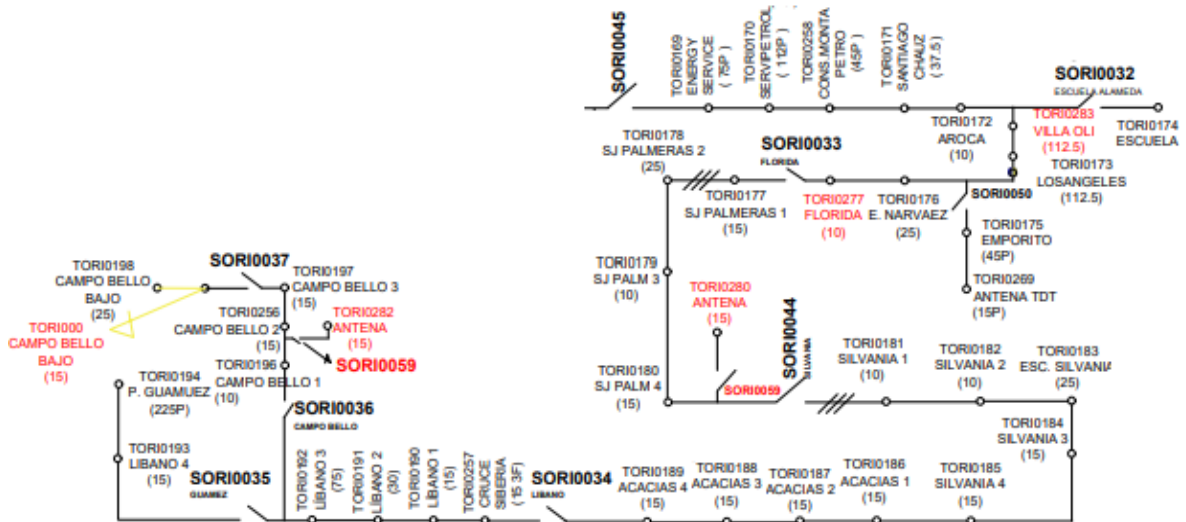 SORI0045
TORI0169
ENERGY
SERVICE
( 75P )
TORI0170
SERVIPETROL
( 112P )
TORI0258
CONS.MONTA
PETRO
(45P)
TORI0171
SANTIAGO
CHAUZ
( 37.5 )
SORI0032
ESCUELA ALAMEDA
TORI0172
AROCA
(10)
TORI0283
VILLA OLI
(112.5)
TORI0174
ESCUELA
TORI0178
SJ PALMERAS 2
(25)
SORI0033
FLORIDA
TORI0173
LOSANGELES
(112.5)
TORI0177
SJ PALMERAS 1
(15)
TORI0277
FLORIDA
(10)
TORI0176
E. NARVAEZ
(25)
SORI0050
TORI0175
EMPORITO
(45P)
TORI0269
ANTENA TDT
(15P)
TORI0198
CAMPO BELLO
BAJO
(25)
SORI0037
TORI0197
CAMPO BELLO 3
(15)
TORI0179
SJ PALM 3
(10)
TORI0280
ANTENA
(15)
SORI0044
SILVANIA
TORI000
CAMPO BELLO
BAJO
(15)
TORI0256
CAMPO BELLO 2
(15)
TORI0282
ANTENA
(15)
SORI0059
TORI0196
CAMPO BELLO 1
(10)
TORI0194
P. GUAMUEZ
(225P)
SORI0036
CAMPO BELLO
TORI0180
SJ PALM 4
(15)
SORI0059
TORI0181
SILVANIA 1
(10)
TORI0182
SILVANIA 2
(10)
TORI0183
ESC. SILVANIA
(25)
TORI0184
SILVANIA 3
(15)
TORI0193
LIBANO 4
(15)
SORI0035
GUAMEZ
TORI0192
LÍBANO 3
(75)
TORI0191
LÍBANO 2
(30)
TORI0190
LÍBANO 1
(15)
TORI0257
CRUCE
SIBERIA
(15 3F)
SORI0034
LIBANO
TORI0189
ACACIAS 4
(15)
TORI0188
ACACIAS 3
(15)
TORI0187
ACACIAS 2
(15)
TORI0186
ACACIAS 1
(15)
TORI0185
SILVANIA 4
(15)